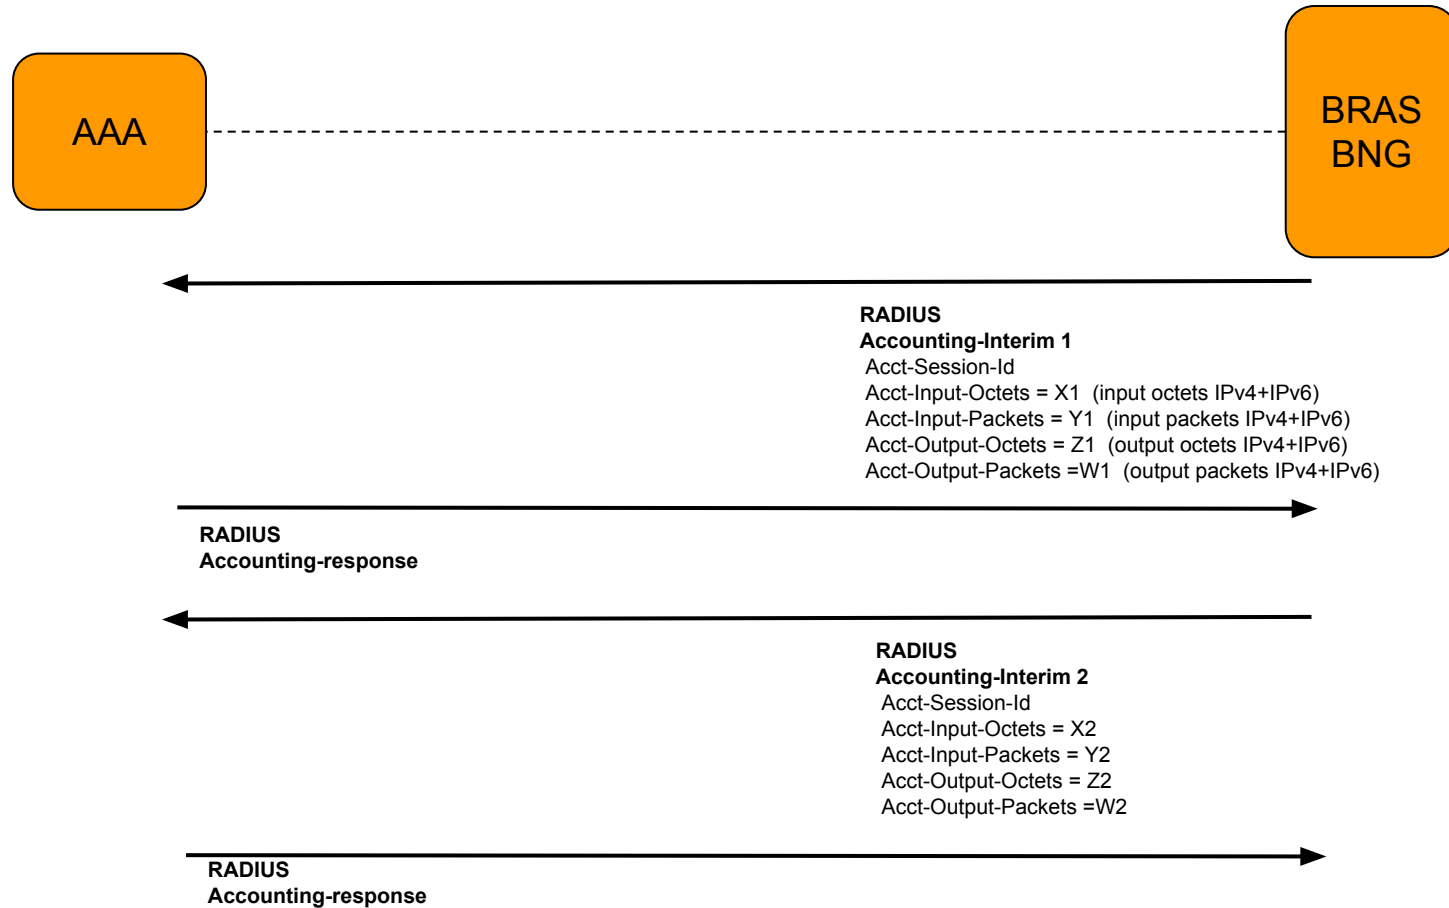 AAA
BRAS
BNG
RADIUS
Accounting-Interim 1
Acct-Session-Id
Acct-Input-Octets = X1 (input octets IPv4+IPv6)
Acct-Input-Packets = Y1 (input packets IPv4+IPv6)
Acct-Output-Octets = Z1 (output octets IPv4+IPv6)
Acct-Output-Packets =W1 (output packets IPv4+IPv6)
RADIUS
Accounting-response
RADIUS
Accounting-Interim 2
Acct-Session-Id
Acct-Input-Octets = X2
Acct-Input-Packets = Y2
Acct-Output-Octets = Z2
Acct-Output-Packets =W2
RADIUS
Accounting-response